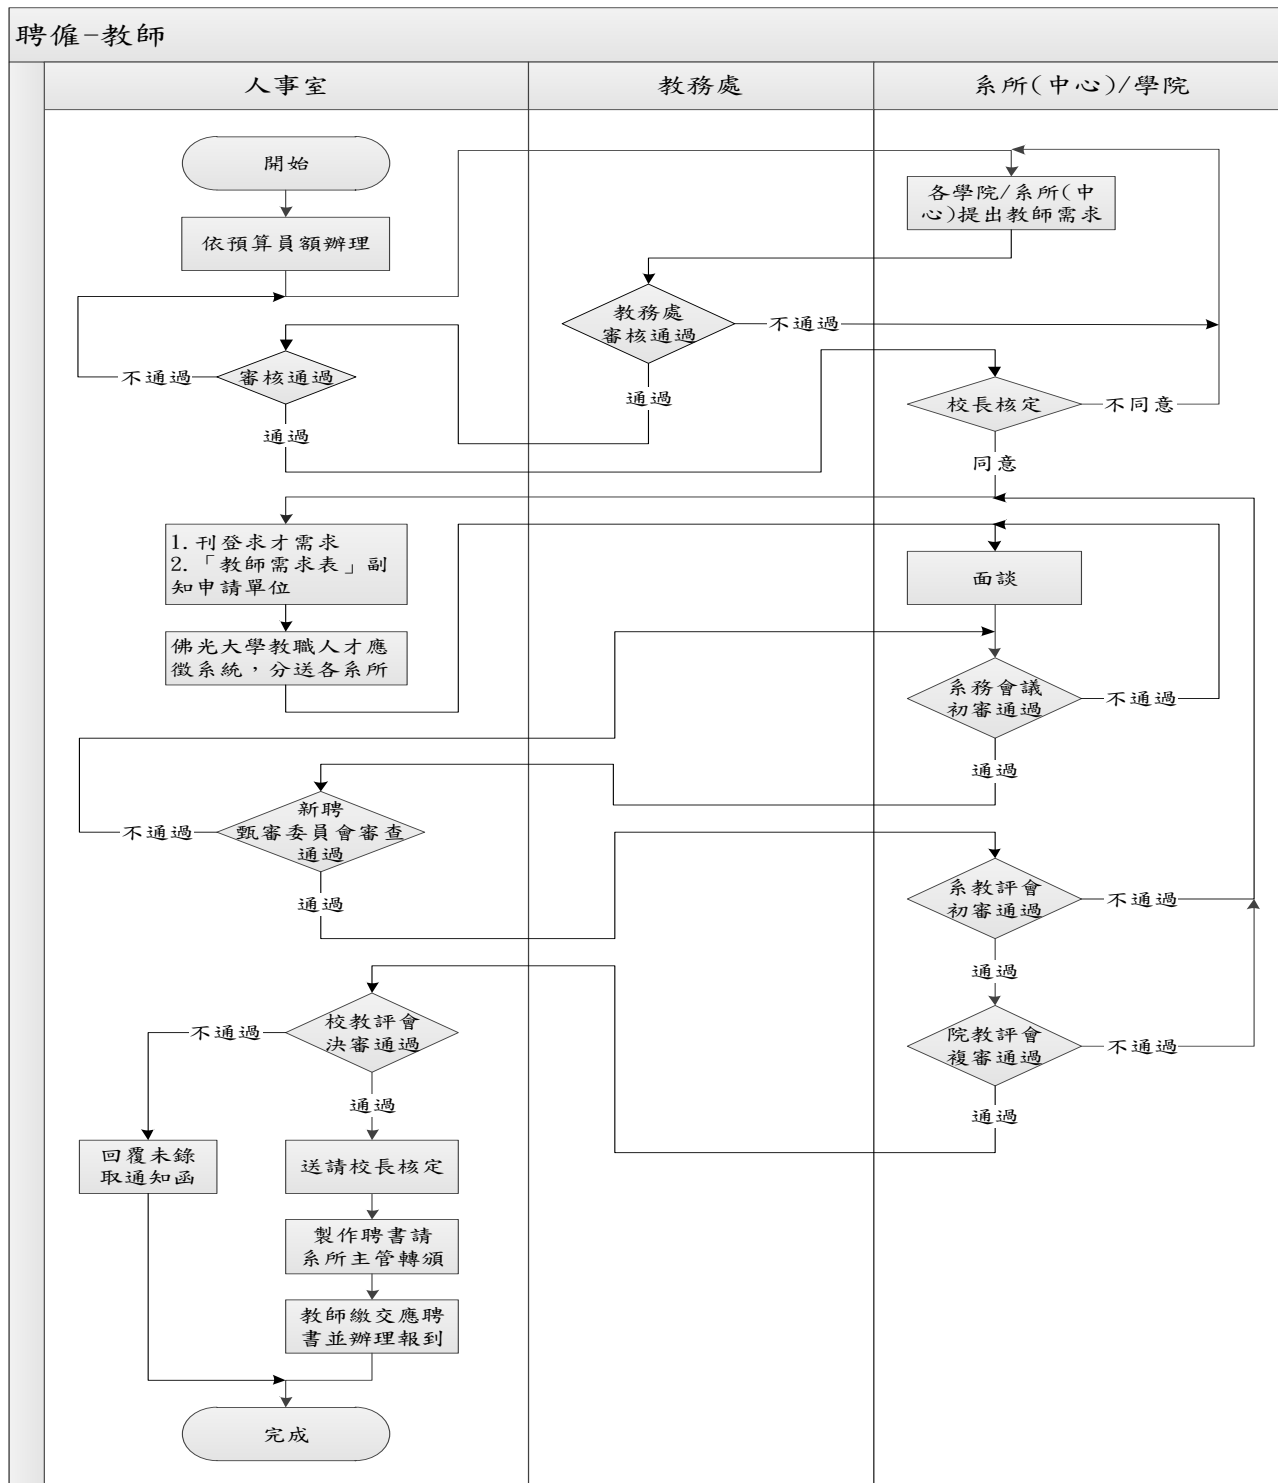 聘僱-教師
人事室
教務處
系所(中心)/學院
開始
各學院/系所(中
心)提出教師需求
依預算員額辦理
教務處
審核通過
不通過
審核通過
不通過
通過
校長核定
不同意
通過
同意
1. 刊登求才需求
2.「教師需求表」副
知申請單位
面談
佛光大學教職人才應
徵系統，分送各系所
系務會議
初審通過
不通過
通過
新聘
甄審委員會審查
通過
不通過
通過
系教評會
初審通過
不通過
通過
校教評會
決審通過
不通過
通過
院教評會
複審通過
不通過
通過
回覆未錄
取通知函
送請校長核定
製作聘書請
系所主管轉頒
教師繳交應聘
書並辦理報到
完成